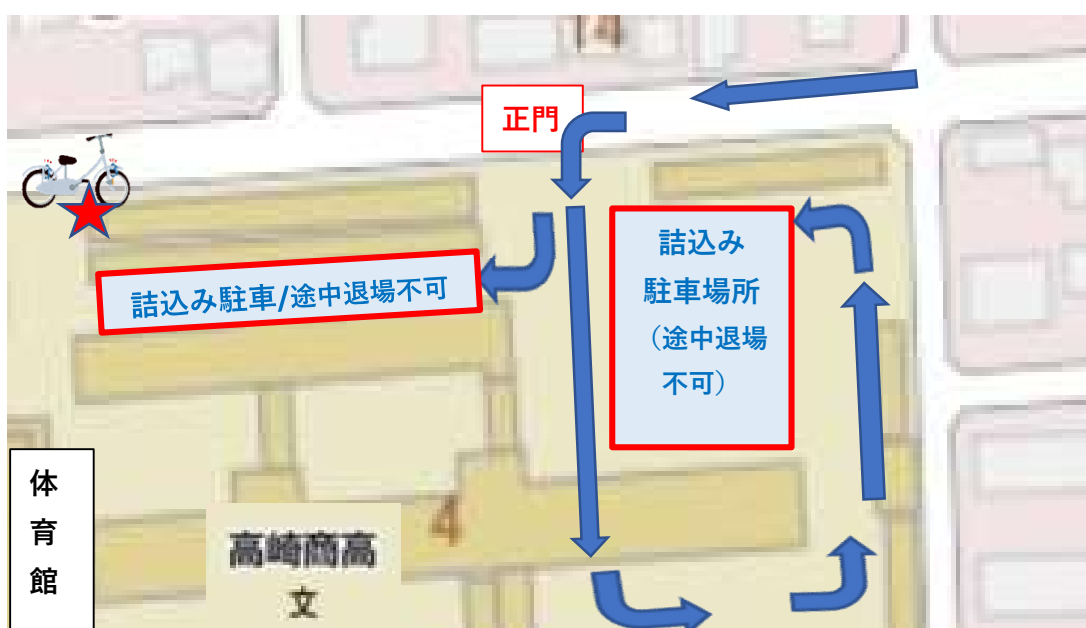 14
正門
詰込み
駐車場所
（途中退場
不可）
詰込み駐車/途中退場不可
体
育
館
4
高崎商高
文